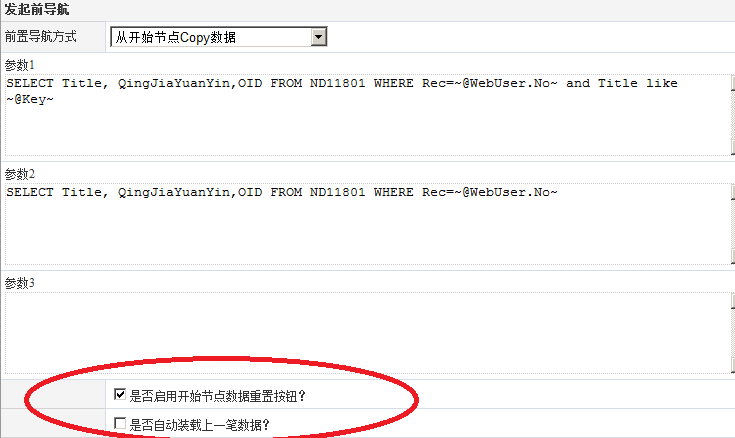 发起前导航
前置导航方式
从开始节点Copy数据
参数1
SELECT Title, QingJiaYuanYin,OID FROM ND11801 WHERE Rec=~@WebUser.No~ and Title like
~@Key~
参数2
SELECT Title, QingJiaYuanYin,OID FROM ND11801 WHERE Rec=~@WebUser.No~
参数3
是否启用开始节点数据重置按钮?
是否自动装载上一笔数据?